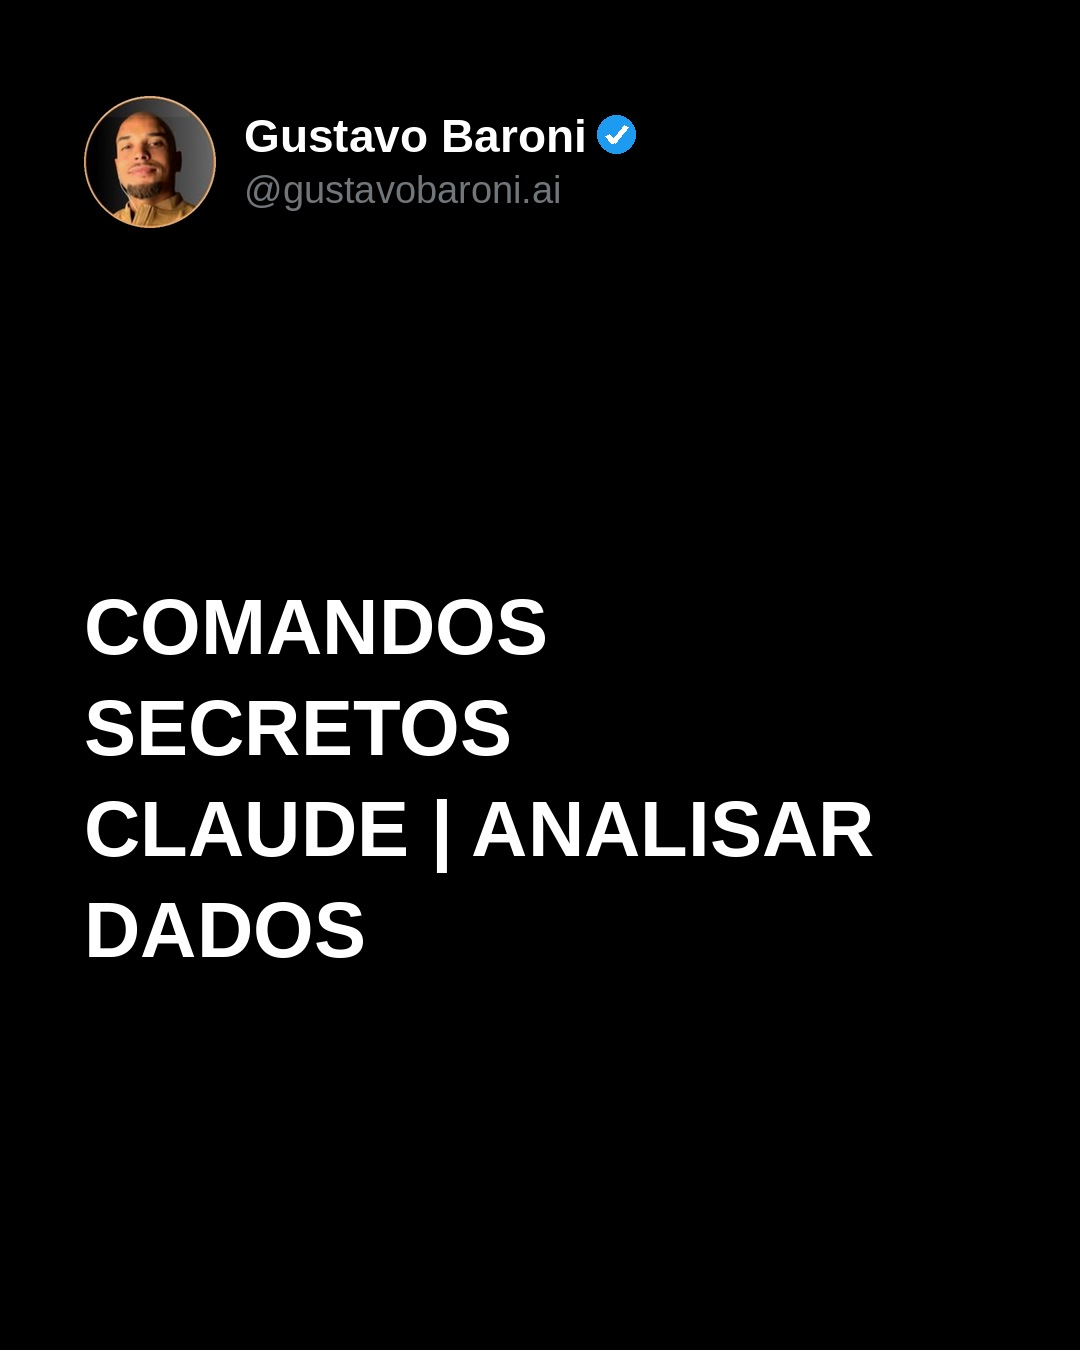 Gustavo Baroni
@gustavobaroni.ai
COMANDOS
SECRETOS
CLAUDE | ANALISAR
DADOS